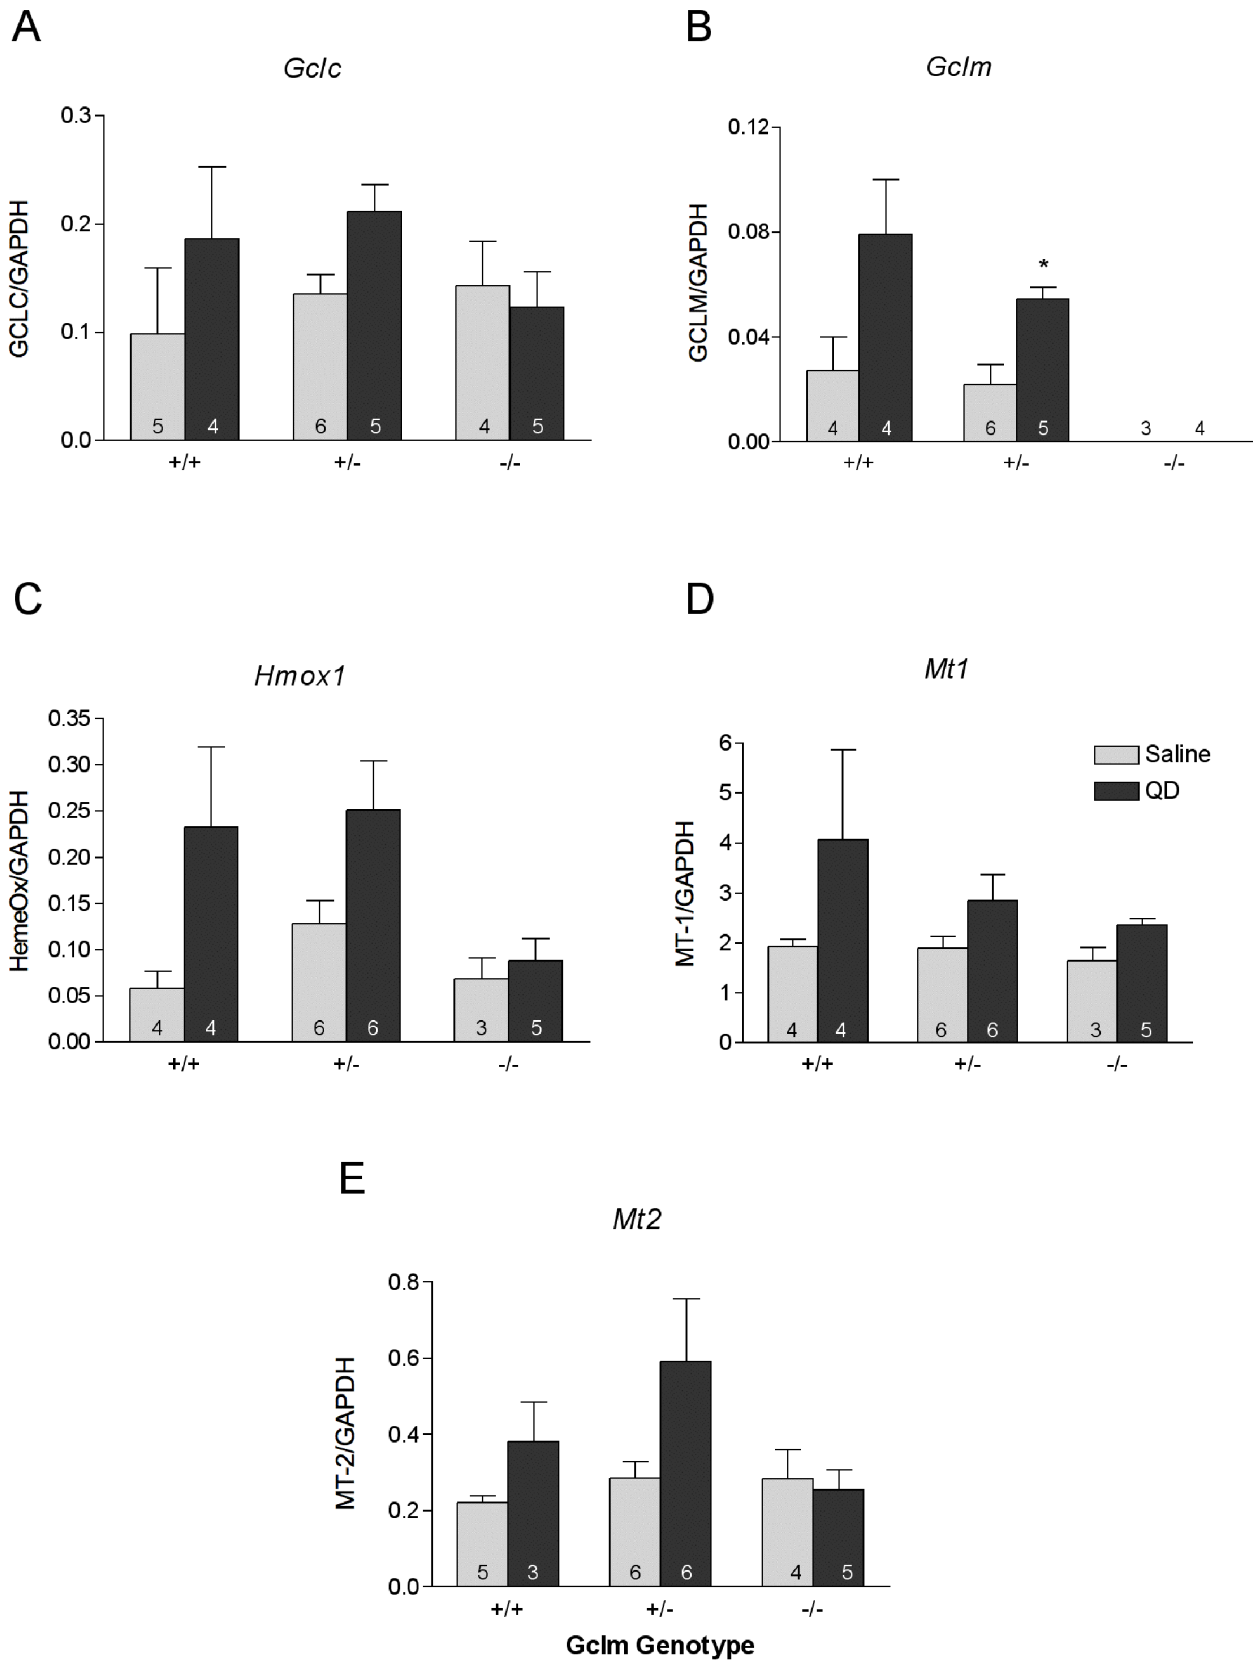 A
Gclc
GCLC/GAPDH
0.3
0.2
0.1
0.0
5 4 6 5 4 5
+/+ +/- -/-
B
Gclm
GCLM/GAPDH
0.12
0.08
0.04
0.00
*
4 4 6 5 3 4
+/+ +/- -/-
C
Hmox1
HemeOx/GAPDH
0.35
0.30
0.25
0.20
0.15
0.10
0.05
0.00
4 4 6 6 3 5
+/+ +/- -/-
D
Mt1
MT-1/GAPDH
6
5
4
3
2
1
0
Saline
QD
4 4 6 6 3 5
+/+ +/- -/-
E
Mt2
MT-2/GAPDH
0.8
0.6
0.4
0.2
0.0
5 3 6 6 4 5
+/+ +/- -/-
Gclm Genotype